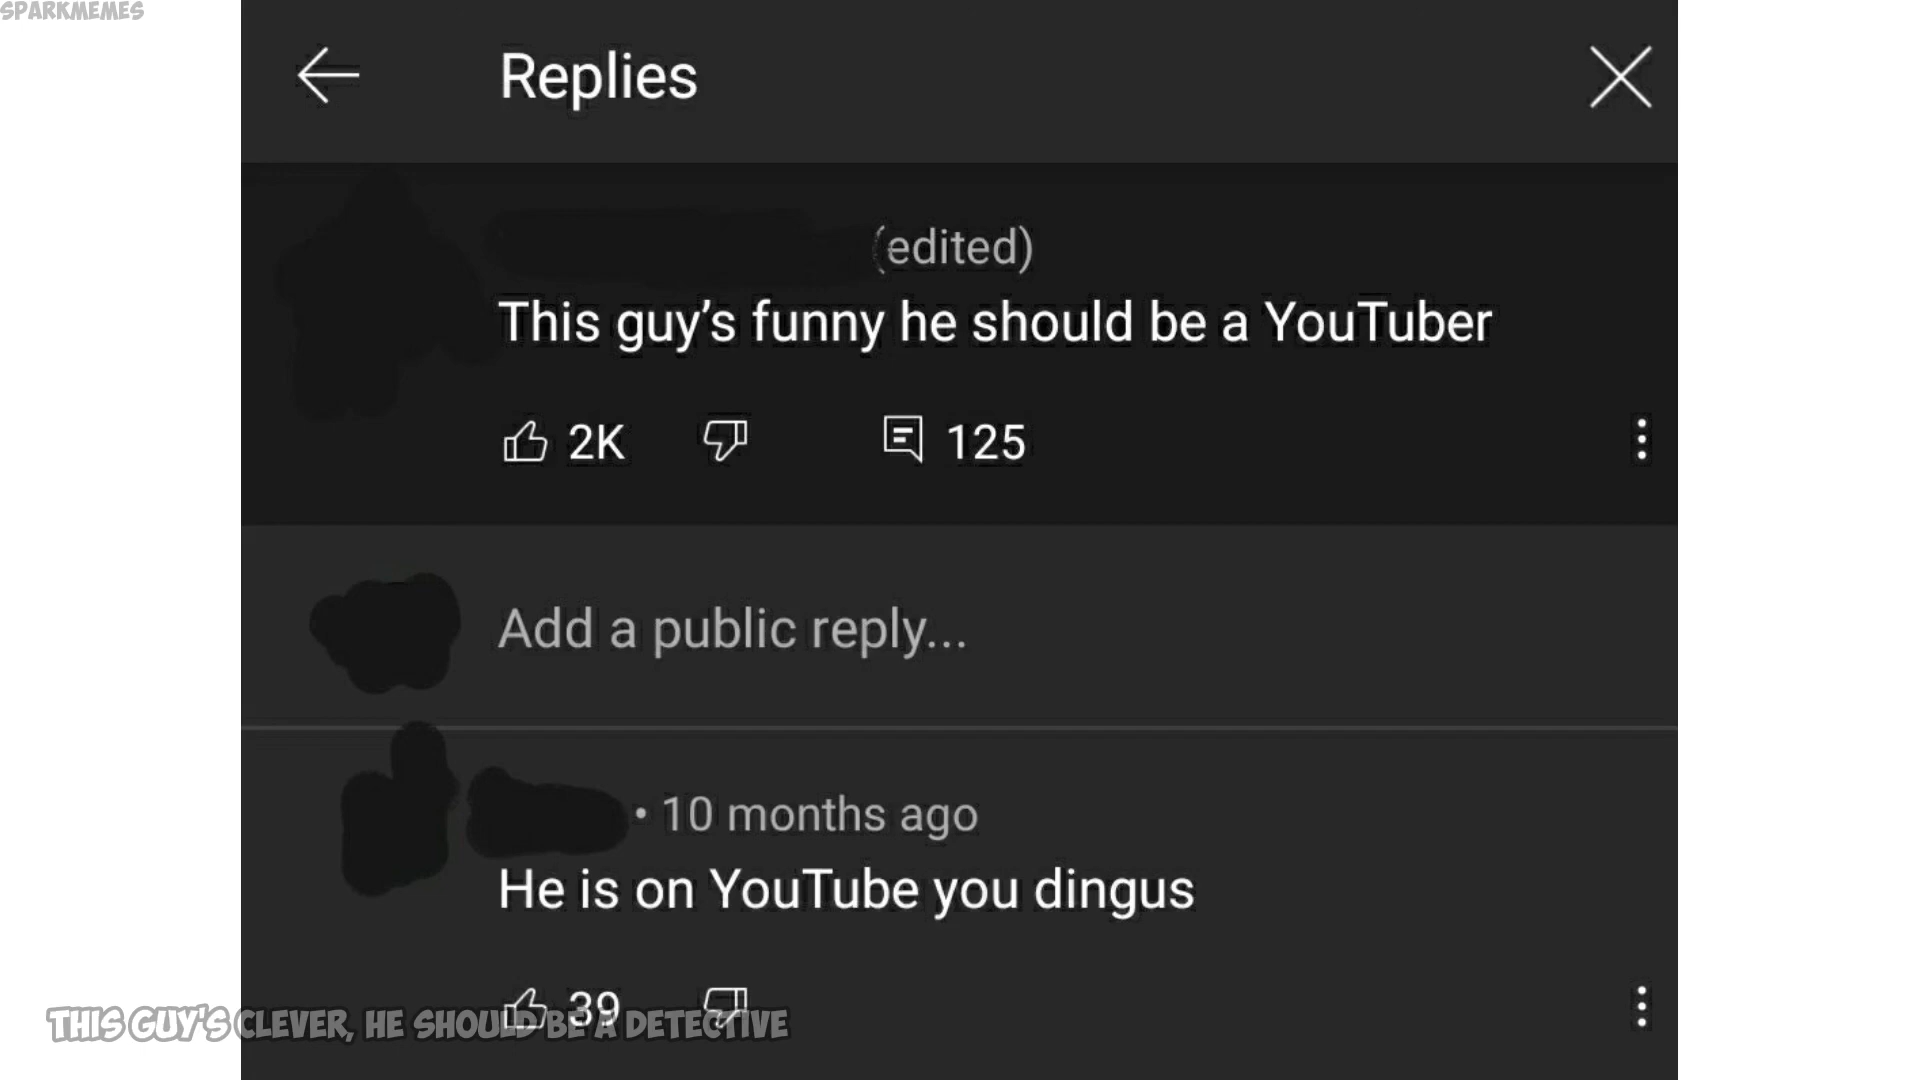 SPARKMEMES
Replies
(edited)
This guy’s funny he should be a YouTuber
2K 125
Add a public reply...
• 10 months ago
He is on YouTube you dingus
39
THIS GUY'S CLEVER, HE SHOULD BE A DETECTIVE